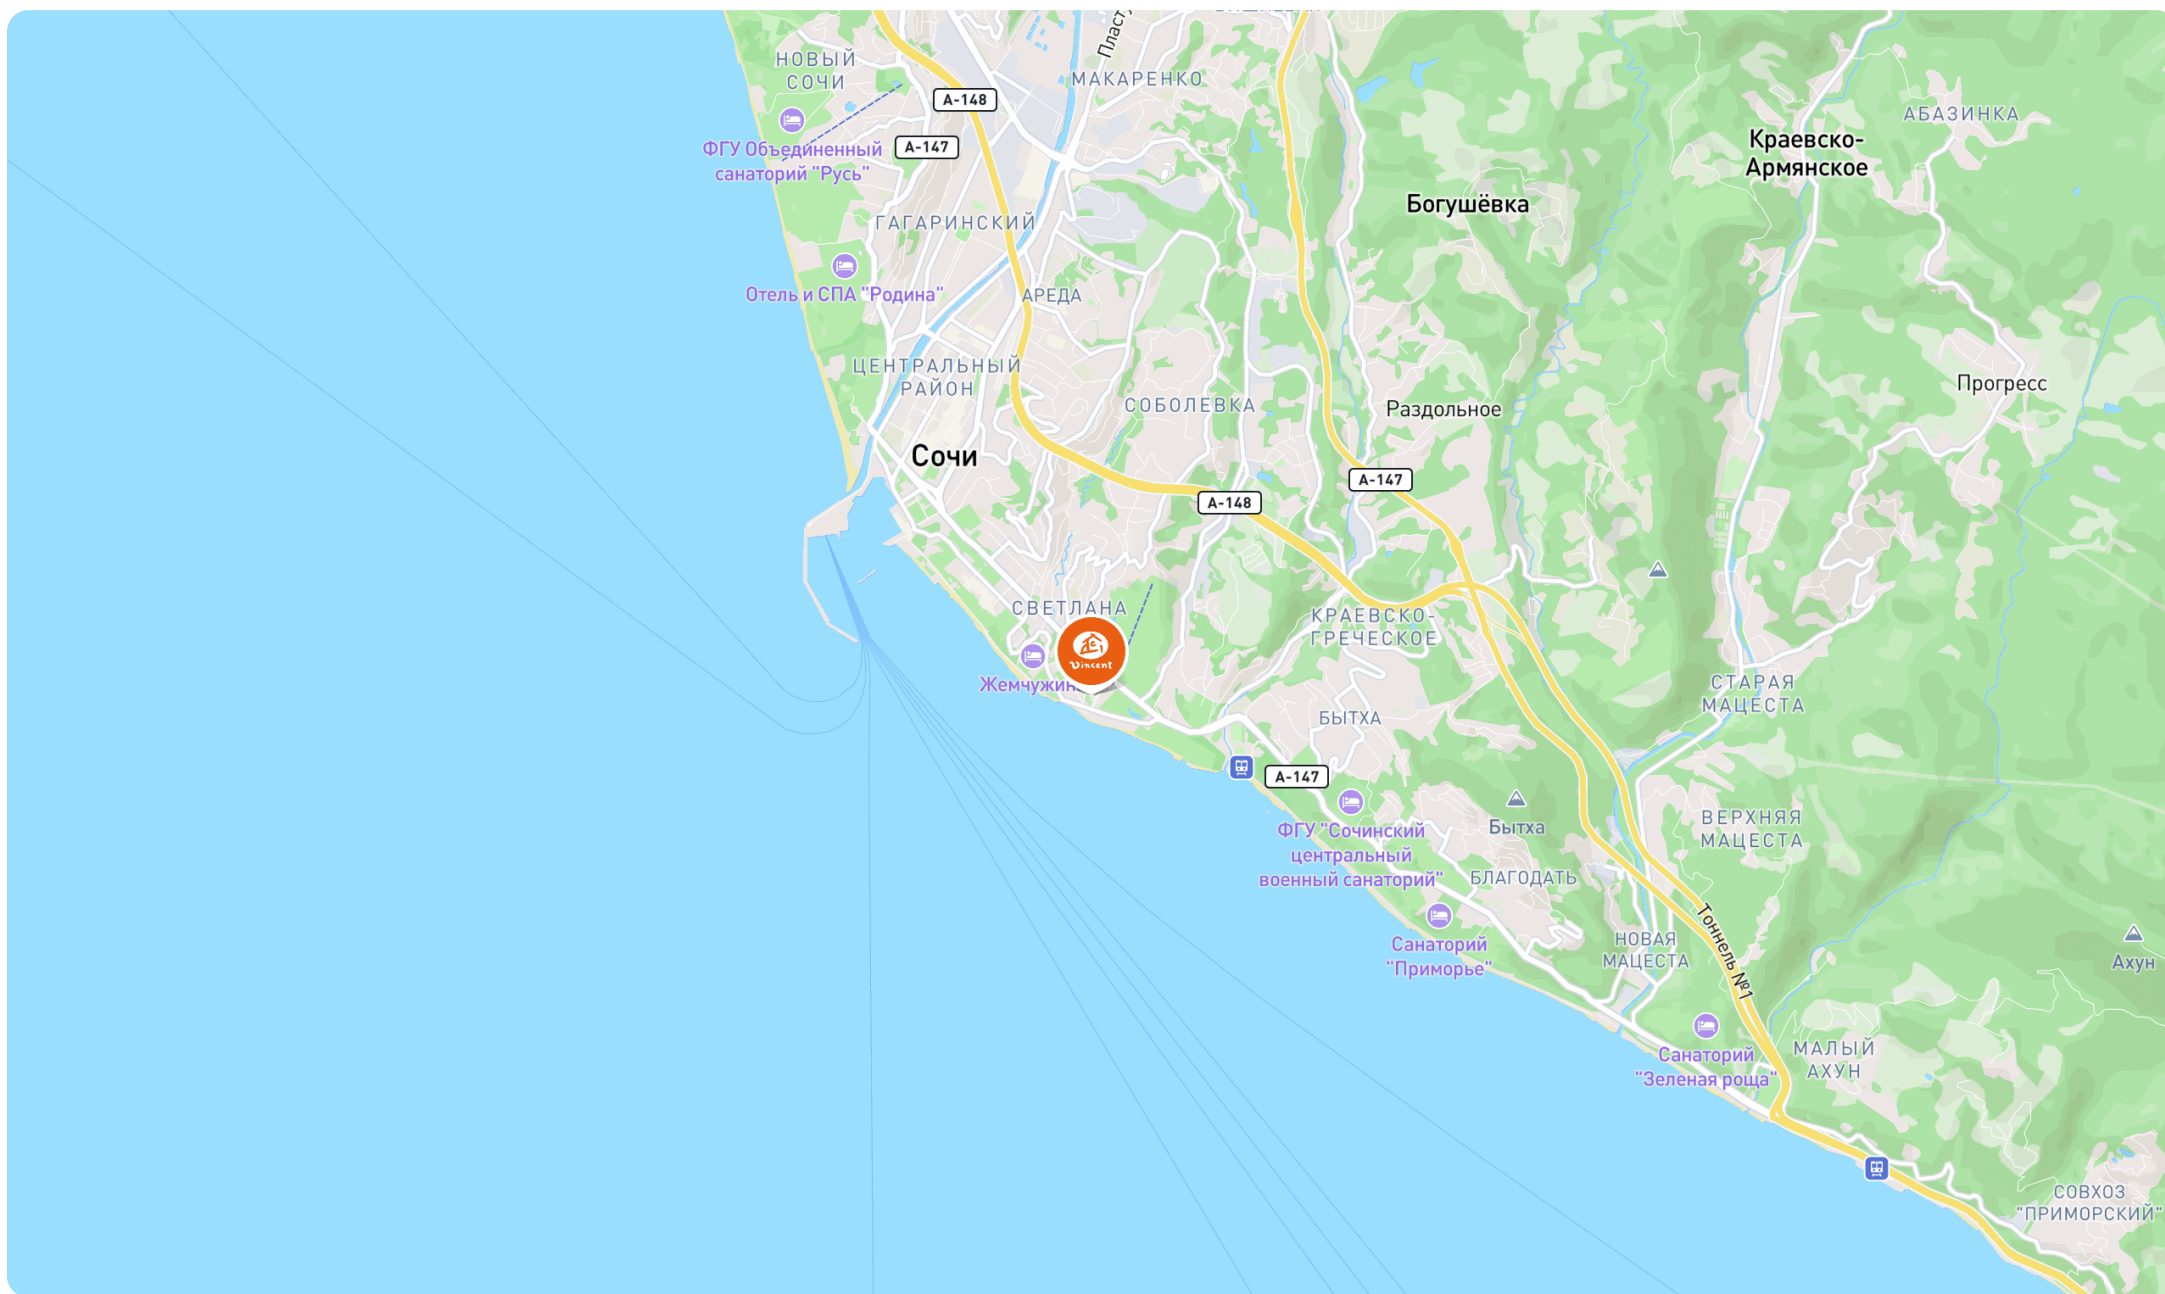 Пласт
НОВЫЙ
СОЧИ
МАКАРЕНКО
А-148
АБАЗИНКА
ФГУ Объединенный
санаторий "Русь"
А-147
Краевско-
Армянское
Богушёвка
ГАГАРИНСКИЙ
Отель и СПА "Родина"
АРЕДА
ЦЕНТРАЛЬНЫЙ
РАЙОН
Прогресс
СОБОЛЕВКА
Раздольное
Сочи
А-147
А-148
СВЕТЛАНА
КРАЕВСКО-
ГРЕЧЕСКОЕ
Vincent
Жемчужин
СТАРАЯ
МАЦЕСТА
БЫТХА
А-147
ФГУ "Сочинский
центральный
военный санаторий"
Бытха
ВЕРХНЯЯ
МАЦЕСТА
БЛАГОДАТЬ
Санаторий
"Приморье"
НОВАЯ
МАЦЕСТА
Тоннель №1
Ахун
Санаторий
"Зеленая роща"
МАЛЫЙ
АХУН
СОВХОЗ
"ПРИМОРСКИЙ"